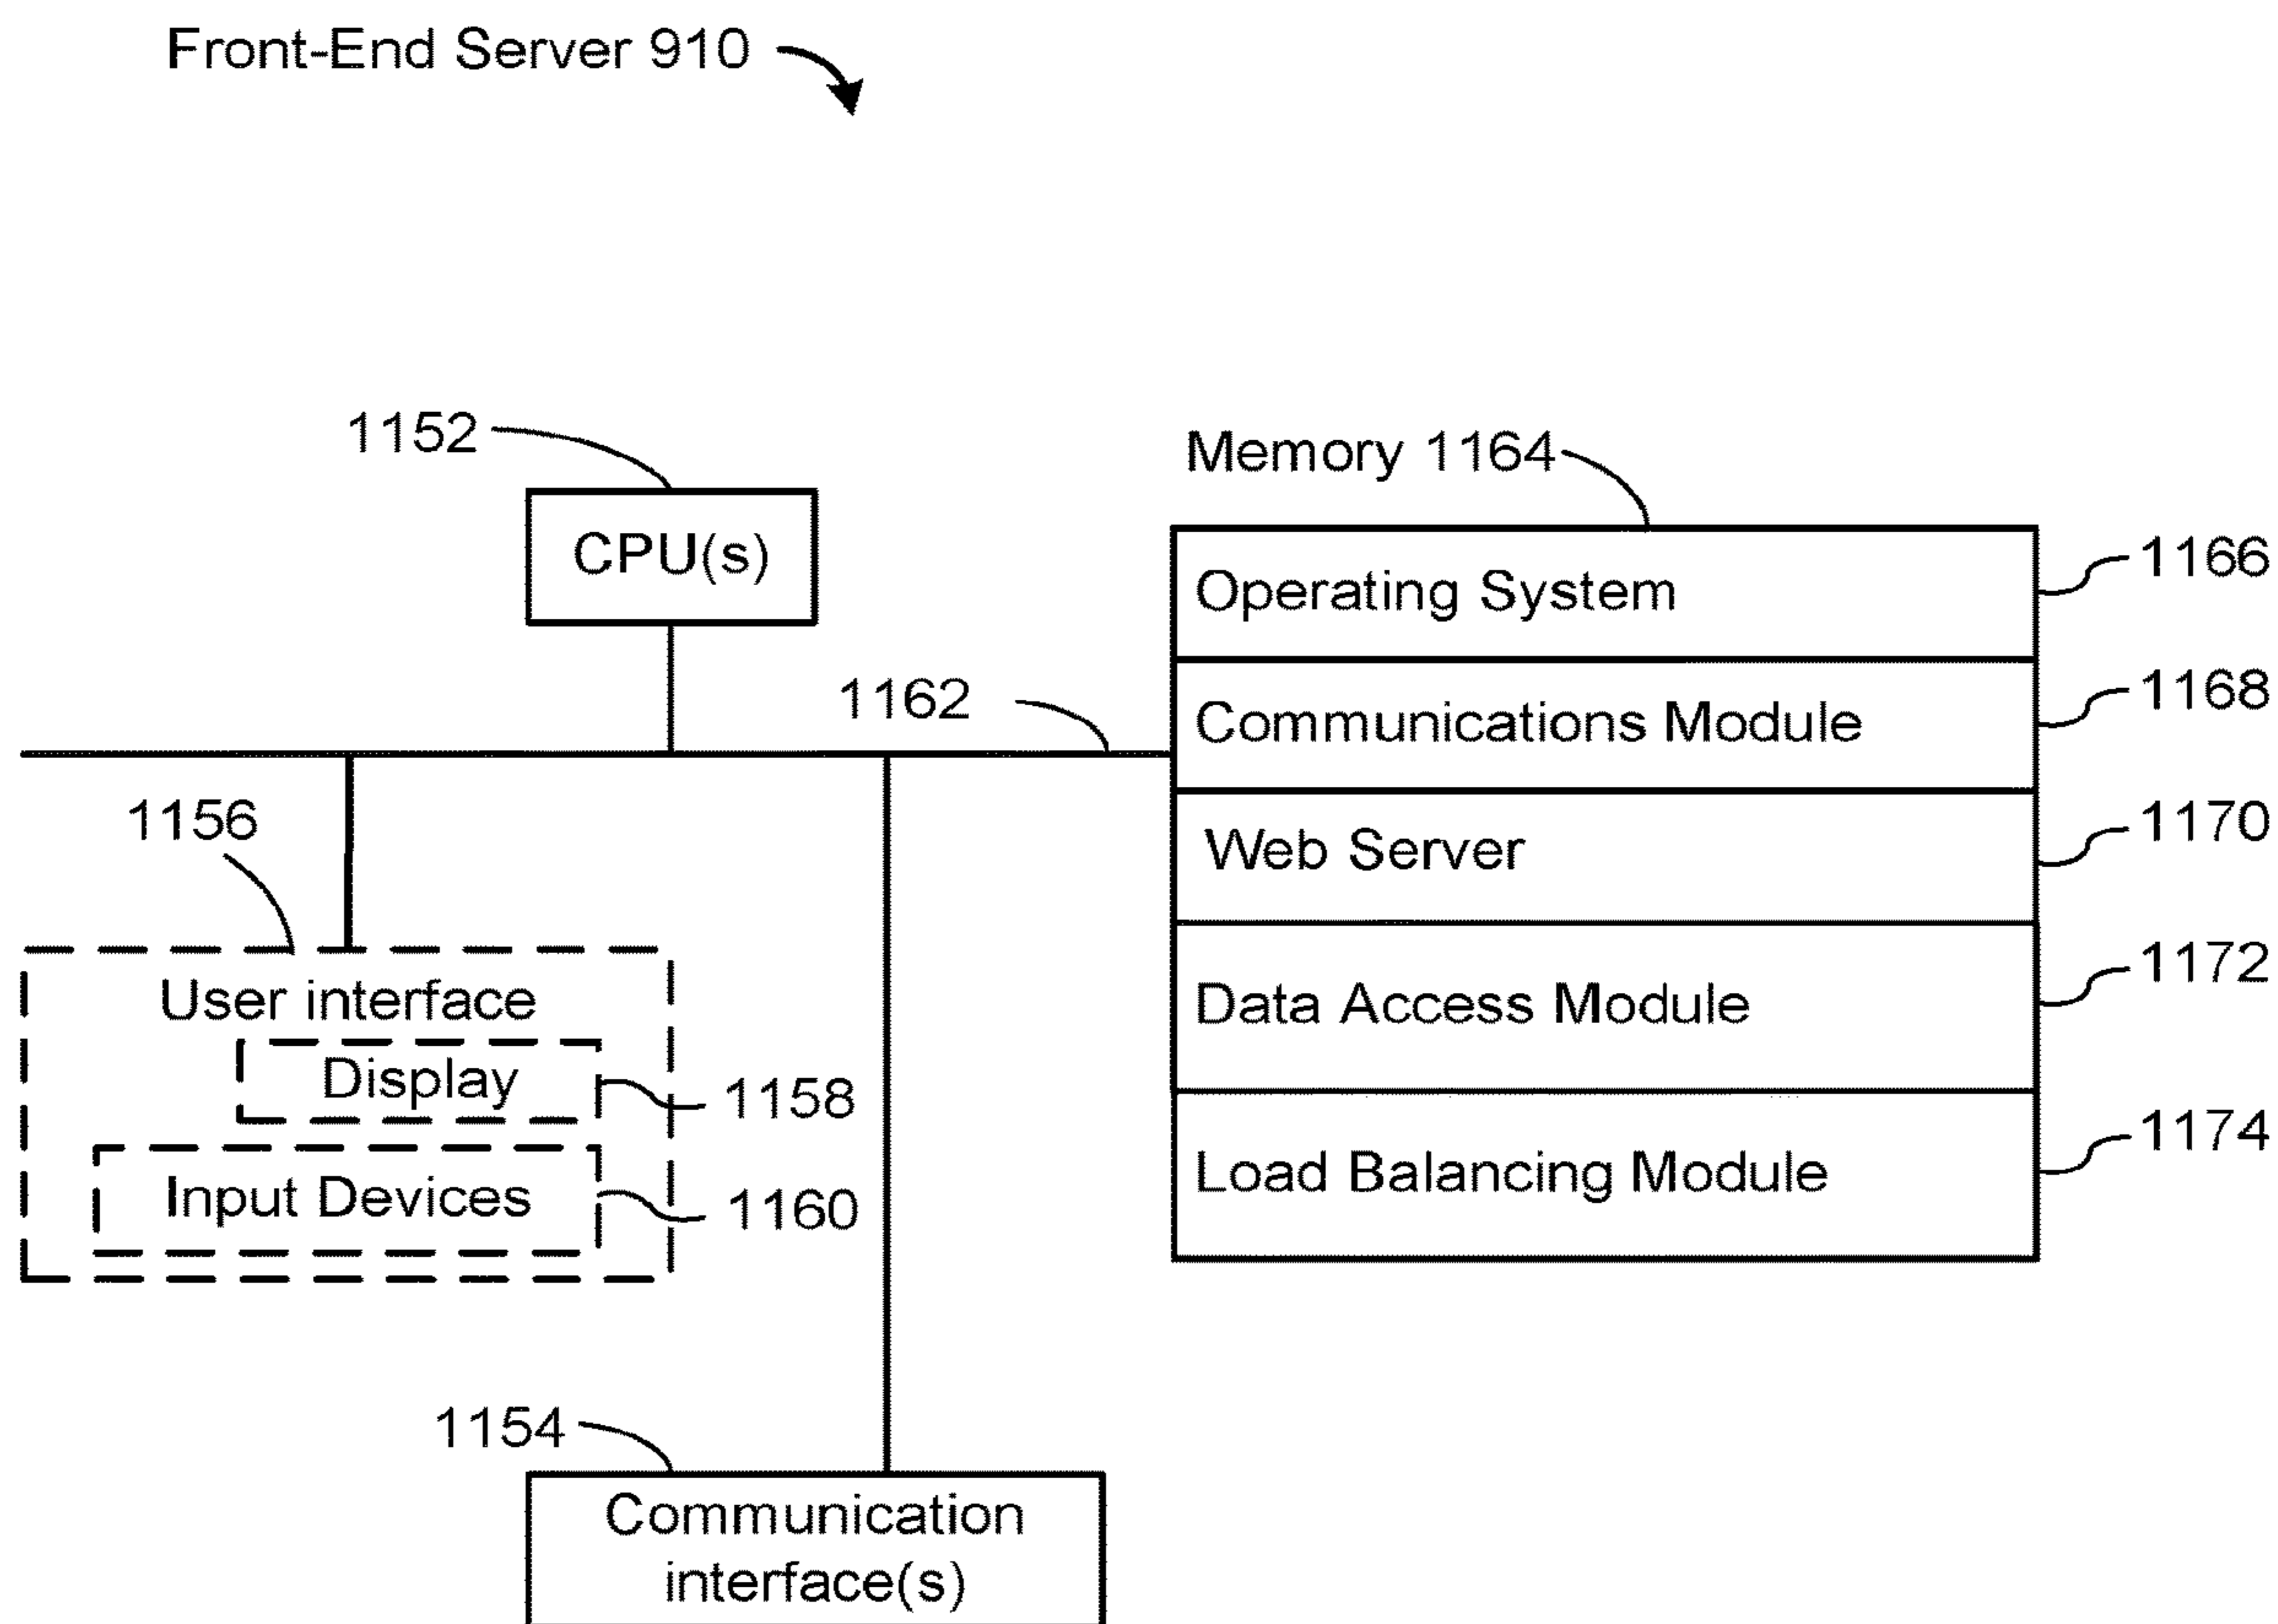 Front-End Server 910
1152
CPU(s)
Memory 1164
Operating System
1166
Communications Module
1168
Web Server
1170
Data Access Module
1172
Load Balancing Module
1174
1162
1156
User interface
Display
1158
Input Devices
1160
1154
Communication
interface(s)